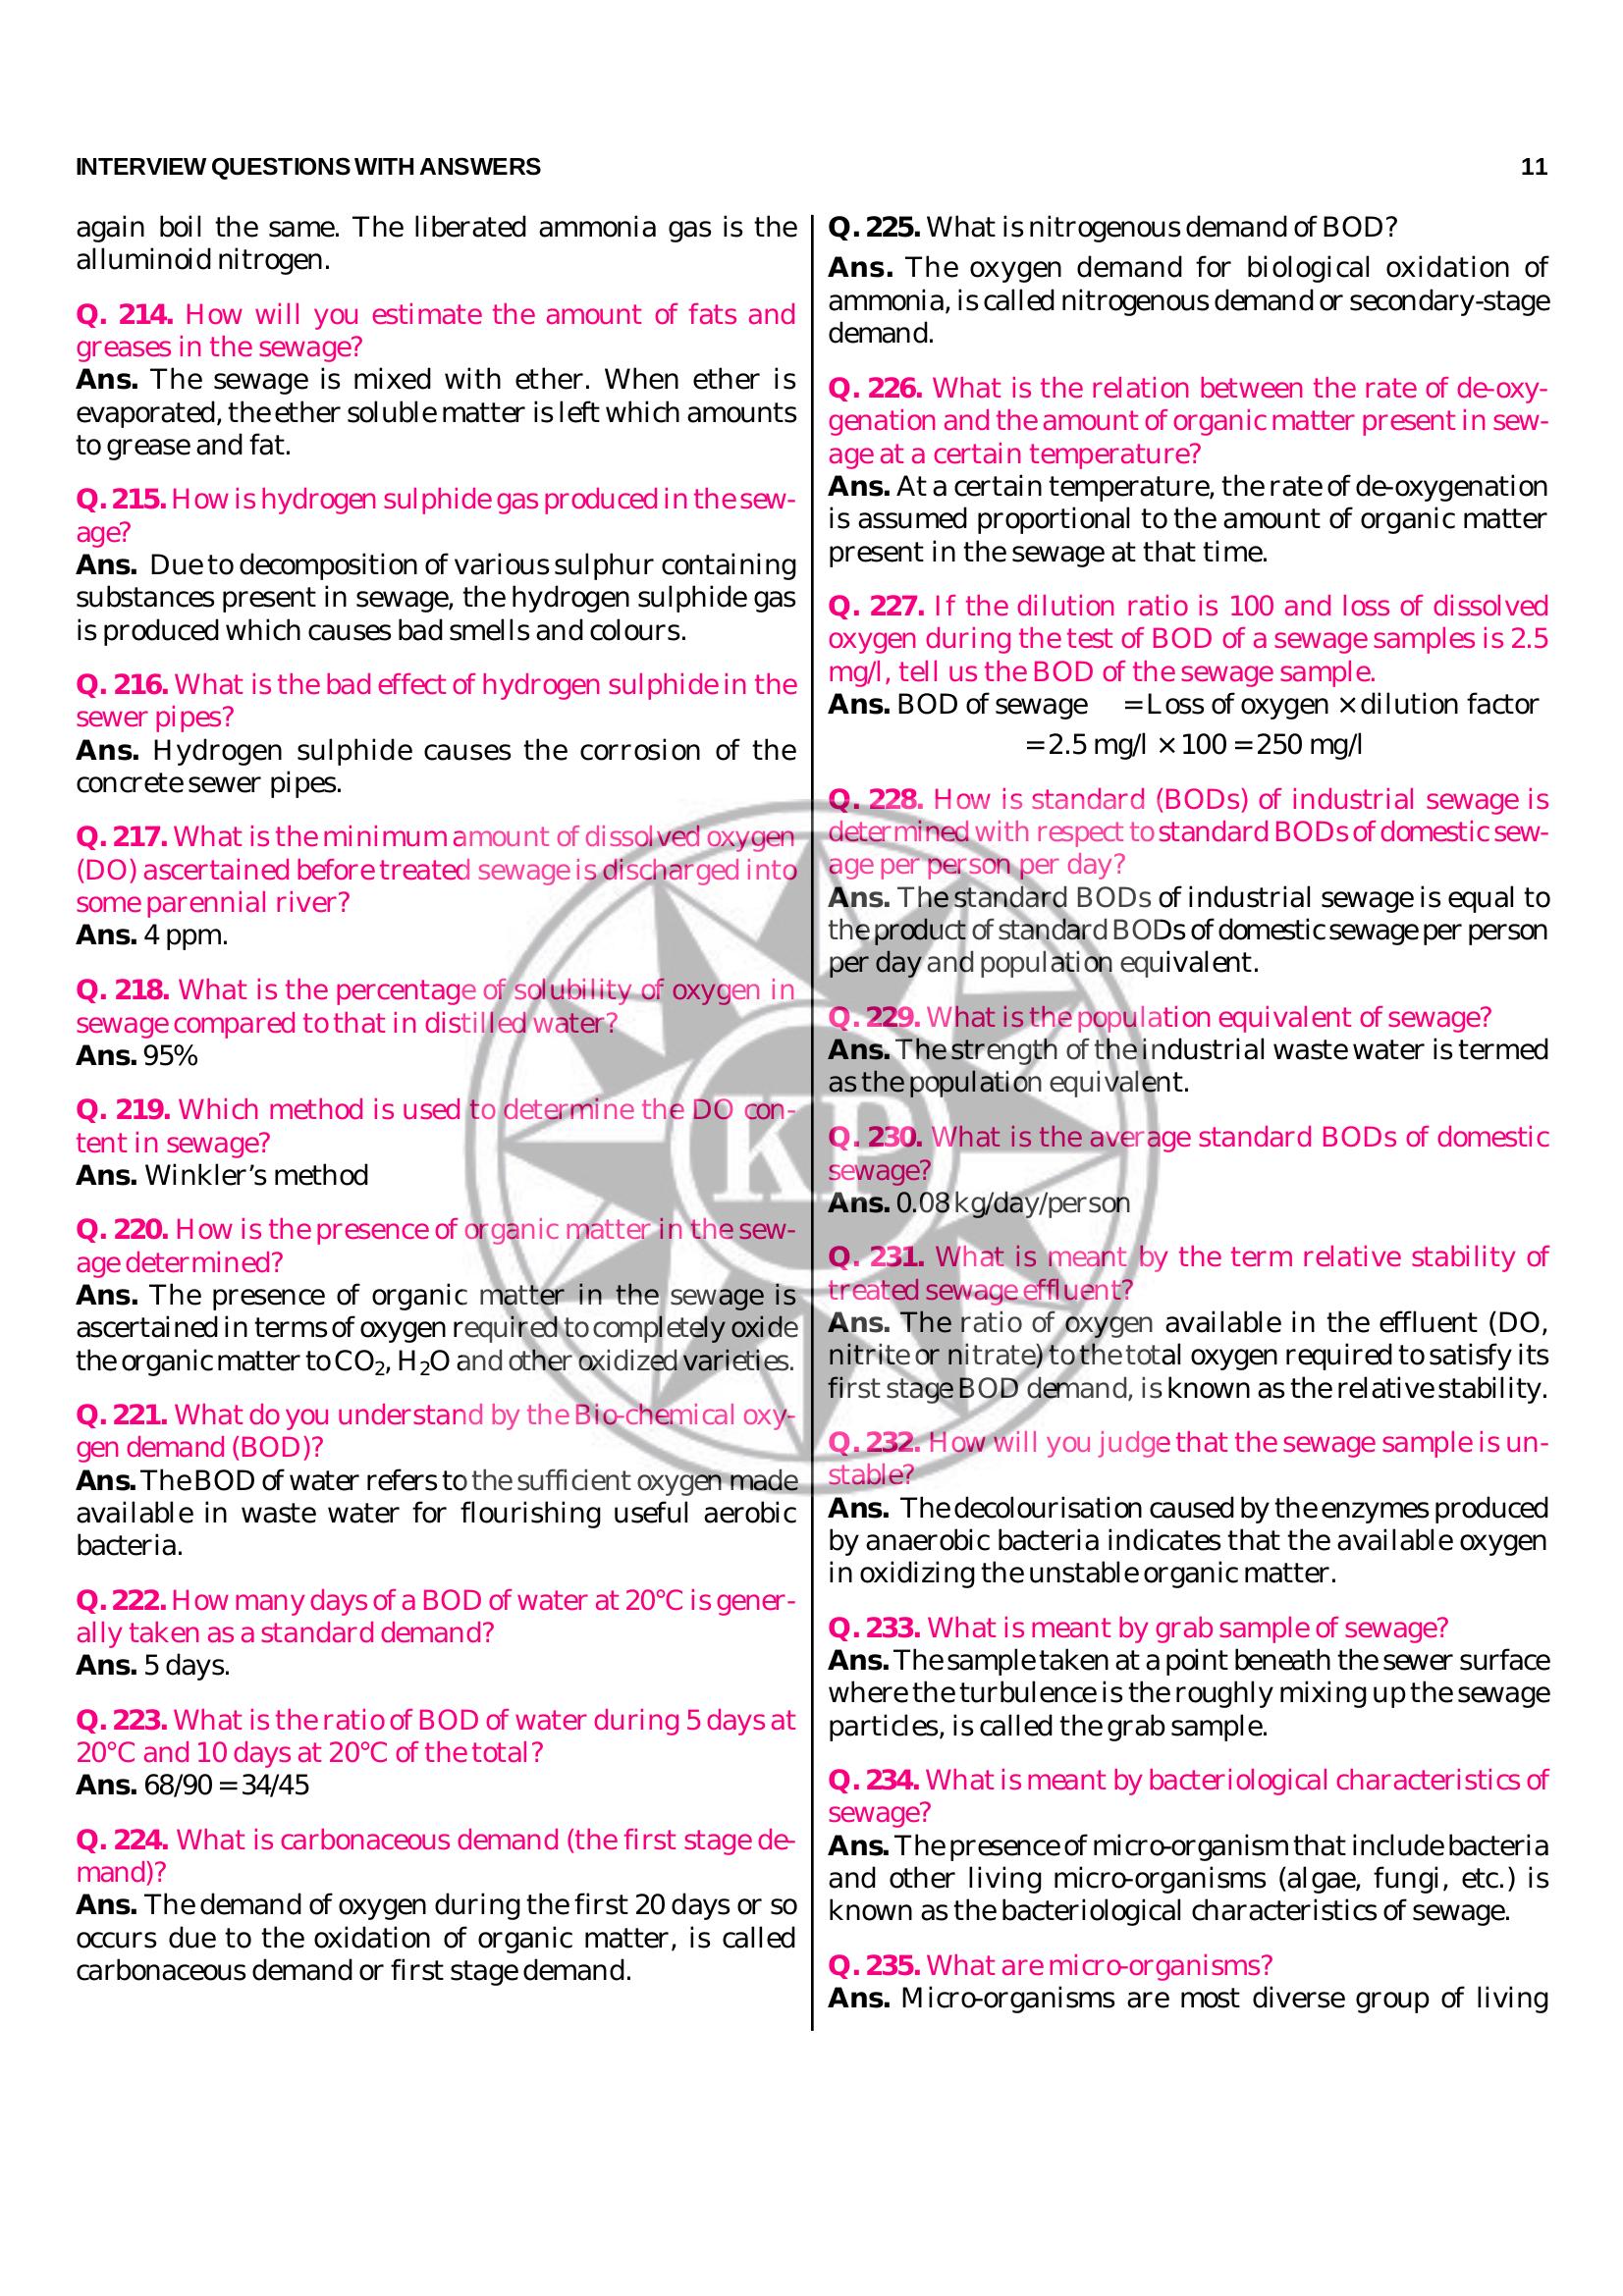 INTERVIEW QUESTIONS WITH ANSWERS 11
again boil the same. The liberated ammonia gas is the
alluminoid nitrogen.
Q. 214. How will you estimate the amount of fats and
greases in the sewage?
Ans. The sewage is mixed with ether. When ether is
evaporated, the ether soluble matter is left which amounts
to grease and fat.
Q. 215. How is hydrogen sulphide gas produced in the sew-
age?
Ans. Due to decomposition of various sulphur containing
substances present in sewage, the hydrogen sulphide gas
is produced which causes bad smells and colours.
Q. 216. What is the bad effect of hydrogen sulphide in the
sewer pipes?
Ans. Hydrogen sulphide causes the corrosion of the
concrete sewer pipes.
Q. 217. What is the minimum amount of dissolved oxygen
(DO) ascertained before treated sewage is discharged into
some parennial river?
Ans. 4 ppm.
Q. 218. What is the percentage of solubility of oxygen in
sewage compared to that in distilled water?
Ans. 95%
Q. 219. Which method is used to determine the DO con-
tent in sewage?
Ans. Winkler's method
Q. 220. How is the presence of organic matter in the sew-
age determined?
Ans. The presence of organic matter in the sewage is
ascertained in terms of oxygen required to completely oxide
the organic matter to CO₂, H₂O and other oxidized varieties.
Q. 221. What do you understand by the Bio-chemical oxy-
gen demand (BOD)?
Ans. The BOD of water refers to the sufficient oxygen made
available in waste water for flourishing useful aerobic
bacteria.
Q. 222. How many days of a BOD of water at 20°C is gener-
ally taken as a standard demand?
Ans. 5 days.
Q. 223. What is the ratio of BOD of water during 5 days at
20°C and 10 days at 20°C of the total?
Ans. 68/90 = 34/45
Q. 224. What is carbonaceous demand (the first stage de-
mand)?
Ans. The demand of oxygen during the first 20 days or so
occurs due to the oxidation of organic matter, is called
carbonaceous demand or first stage demand.
Q. 225. What is nitrogenous demand of BOD?
Ans. The oxygen demand for biological oxidation of
ammonia, is called nitrogenous demand or secondary-stage
demand.
Q. 226. What is the relation between the rate of de-oxy-
genation and the amount of organic matter present in sew-
age at a certain temperature?
Ans. At a certain temperature, the rate of de-oxygenation
is assumed proportional to the amount of organic matter
present in the sewage at that time.
Q. 227. If the dilution ratio is 100 and loss of dissolved
oxygen during the test of BOD of a sewage samples is 2.5
mg/l, tell us the BOD of the sewage sample.
Ans. BOD of sewage = Loss of oxygen × dilution factor
= 2.5 mg/l × 100 = 250 mg/l
Q. 228. How is standard (BODs) of industrial sewage is
determined with respect to standard BODs of domestic sew-
age per person per day?
Ans. The standard BODs of industrial sewage is equal to
the product of standard BODs of domestic sewage per person
per day and population equivalent.
Q. 229. What is the population equivalent of sewage?
Ans. The strength of the industrial waste water is termed
as the population equivalent.
Q. 230. What is the average standard BODs of domestic
sewage?
Ans. 0.08 kg/day/person
Q. 231. What is meant by the term relative stability of
treated sewage effluent?
Ans. The ratio of oxygen available in the effluent (DO,
nitrite or nitrate) to the total oxygen required to satisfy its
first stage BOD demand, is known as the relative stability.
Q. 232. How will you judge that the sewage sample is un-
stable?
Ans. The decolourisation caused by the enzymes produced
by anaerobic bacteria indicates that the available oxygen
in oxidizing the unstable organic matter.
Q. 233. What is meant by grab sample of sewage?
Ans. The sample taken at a point beneath the sewer surface
where the turbulence is the roughly mixing up the sewage
particles, is called the grab sample.
Q. 234. What is meant by bacteriological characteristics of
sewage?
Ans. The presence of micro-organism that include bacteria
and other living micro-organisms (algae, fungi, etc.) is
known as the bacteriological characteristics of sewage.
Q. 235. What are micro-organisms?
Ans. Micro-organisms are most diverse group of living
KP